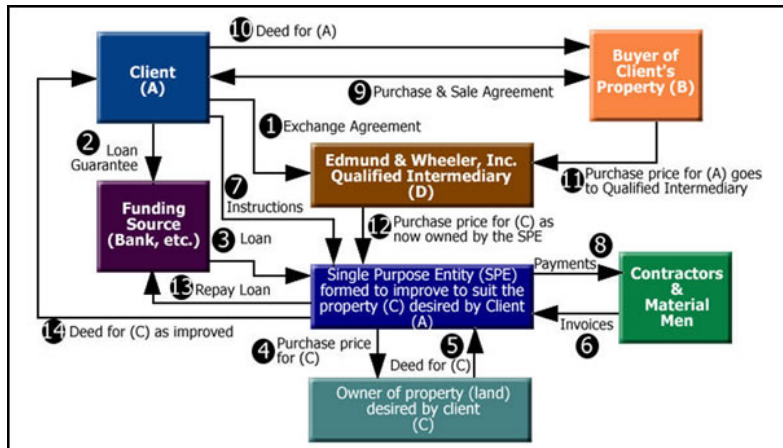 10 Deed for (A)
Client
(A)
Buyer of
Client's
Property (B)
9 Purchase & Sale Agreement
1 Exchange Agreement
2 Loan
Guarantee
Edmund & Wheeler, Inc.
Qualified Intermediary
(D)
11 Purchase price for (A) goes
to Qualified Intermediary
7
Instructions
Funding
Source
(Bank, etc.)
12 Purchase price for (C) as
now owned by the SPE
3 Loan
8
Payments
Single Purpose Entity (SPE)
formed to improve to suit the
property (C) desired by Client
(A)
Contractors
&
Material
Men
13 Repay Loan
14 Deed for (C) as improved
Invoices
6
4 Purchase price
for (C)
5
Deed for (C)
Owner of property (land)
desired by client
(C)